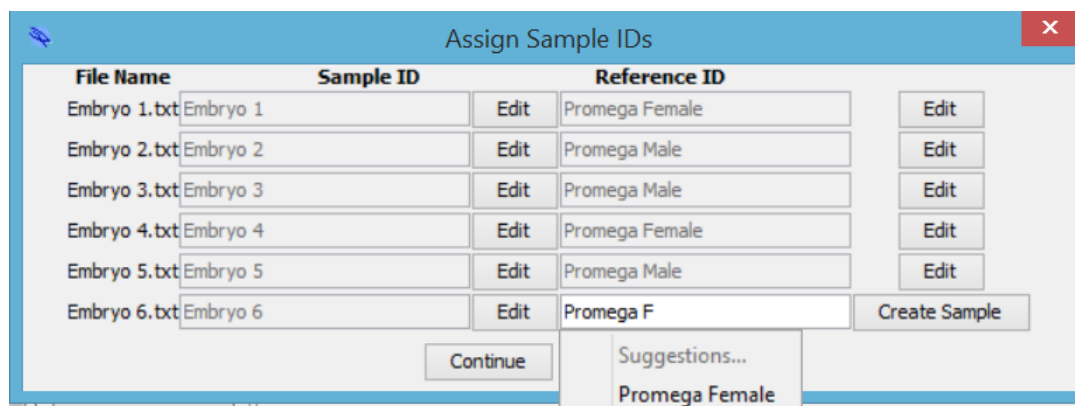 Assign Sample IDs
File Name Sample ID Reference ID
Embryo 1.txt Embryo 1 Edit Promega Female Edit
Embryo 2.txt Embryo 2 Edit Promega Male Edit
Embryo 3.txt Embryo 3 Edit Promega Male Edit
Embryo 4.txt Embryo 4 Edit Promega Female Edit
Embryo 5.txt Embryo 5 Edit Promega Male Edit
Embryo 6.txt Embryo 6 Edit Promega F Create Sample
Continue Suggestions...
Promega Female